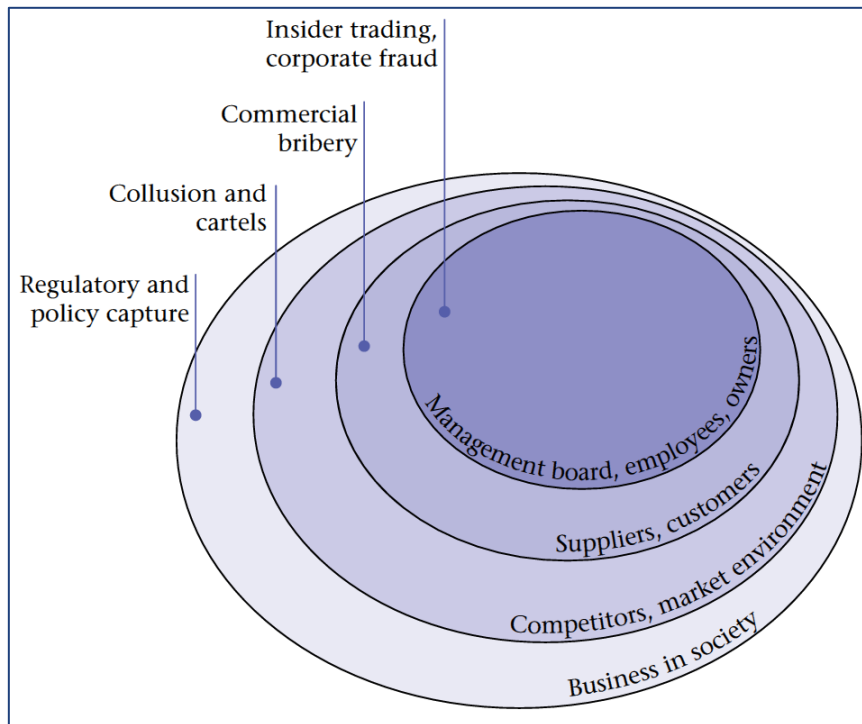 Insider trading,
corporate fraud
Commercial
bribery
Collusion and
cartels
Regulatory and
policy capture
Management board, employees, owners
Suppliers, customers
Competitors, market environment
Business in society